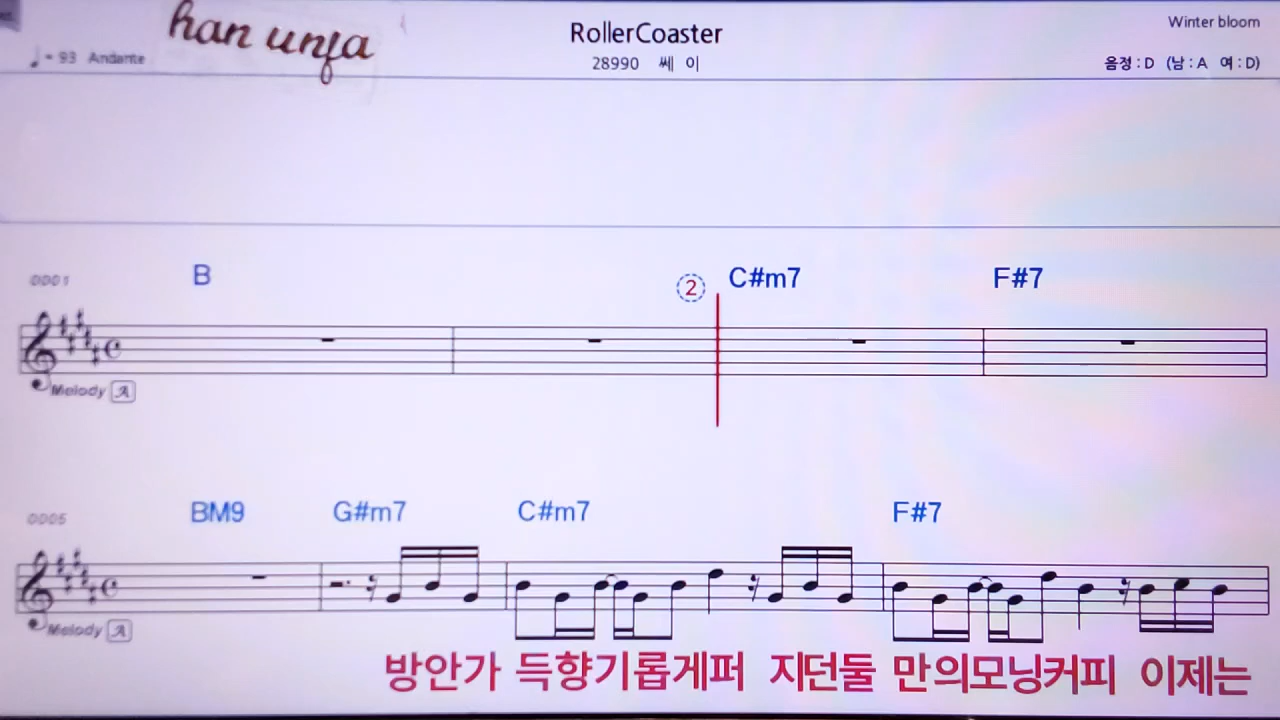 han unja
RollerCoaster
Winter bloom
♩= 93 Andante
28990 쎄 이
음정 : D (남 : A 여 : D)
0001 B ② C#m7 F#7
Melody A
0005 BM9 G#m7 C#m7 F#7
Melody A
방안가 득향기롭게퍼 지던둘 만의모닝커피 이제는